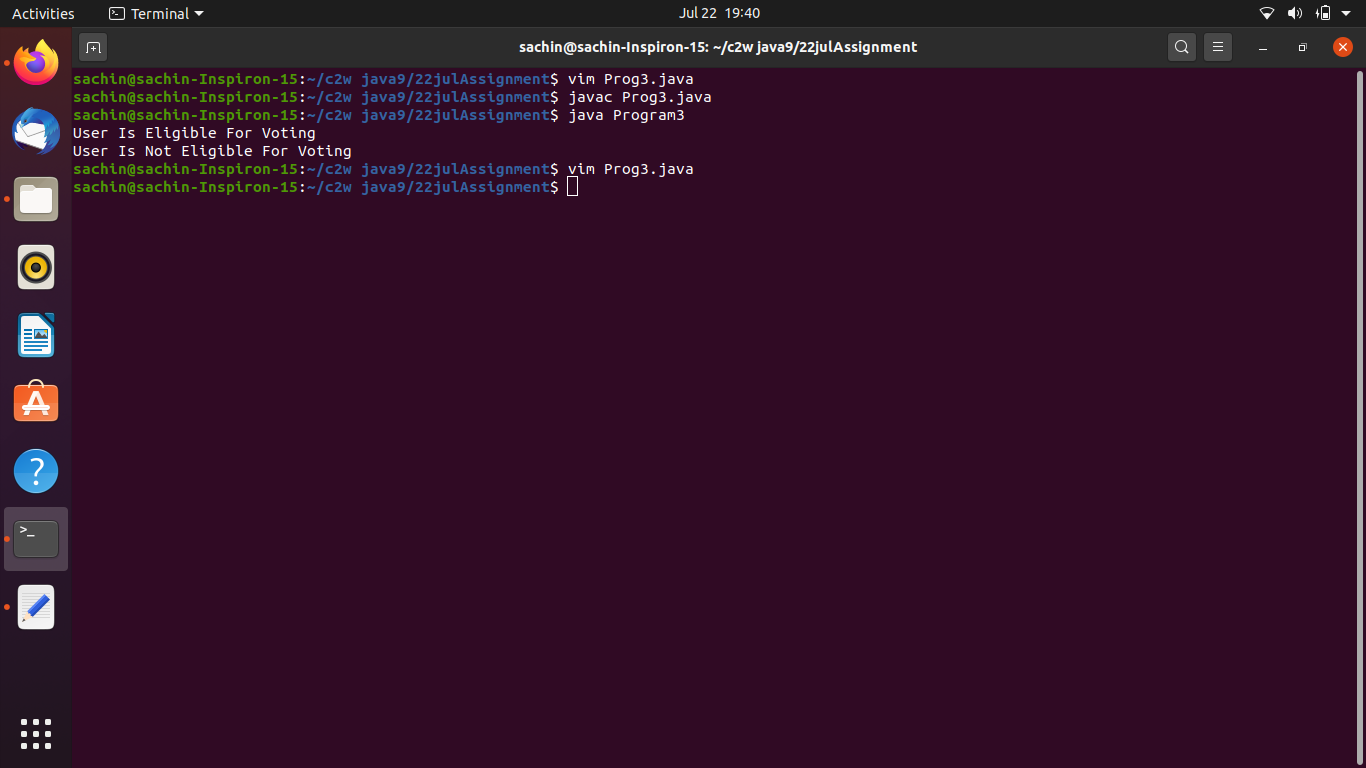 Activities
Terminal
Jul 22 19:40
sachin@sachin-Inspiron-15: ~/c2w java9/22julAssignment
sachin@sachin-Inspiron-15:~/c2w java9/22julAssignment$ vim Prog3.java
sachin@sachin-Inspiron-15:~/c2w java9/22julAssignment$ javac Prog3.java
sachin@sachin-Inspiron-15:~/c2w java9/22julAssignment$ java Program3
User Is Eligible For Voting
User Is Not Eligible For Voting
sachin@sachin-Inspiron-15:~/c2w java9/22julAssignment$ vim Prog3.java
sachin@sachin-Inspiron-15:~/c2w java9/22julAssignment$